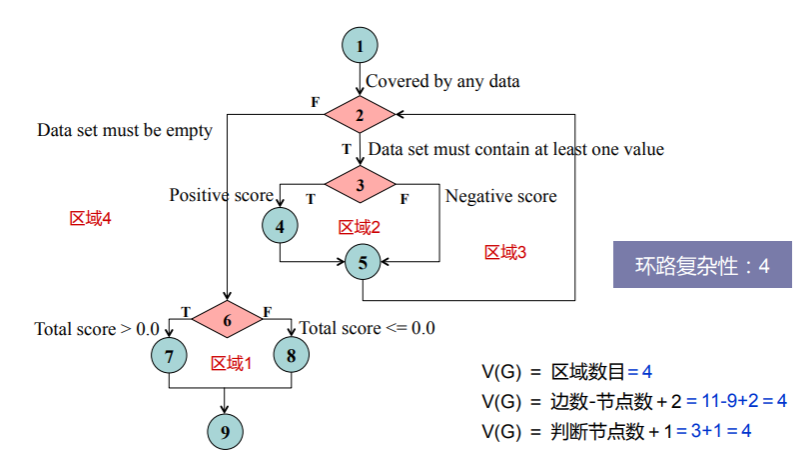 1
Covered by any data
F
2
Data set must be empty
T
Data set must contain at least one value
3
Positive score
T
F
Negative score
区域4
4
区域2
5
区域3
环路复杂性：4
T
6
F
Total score > 0.0
Total score <= 0.0
7
区域1
8
V(G) = 区域数目=4
V(G) = 边数-节点数+2=11-9+2=4
V(G) = 判断节点数+1=3+1=4
9